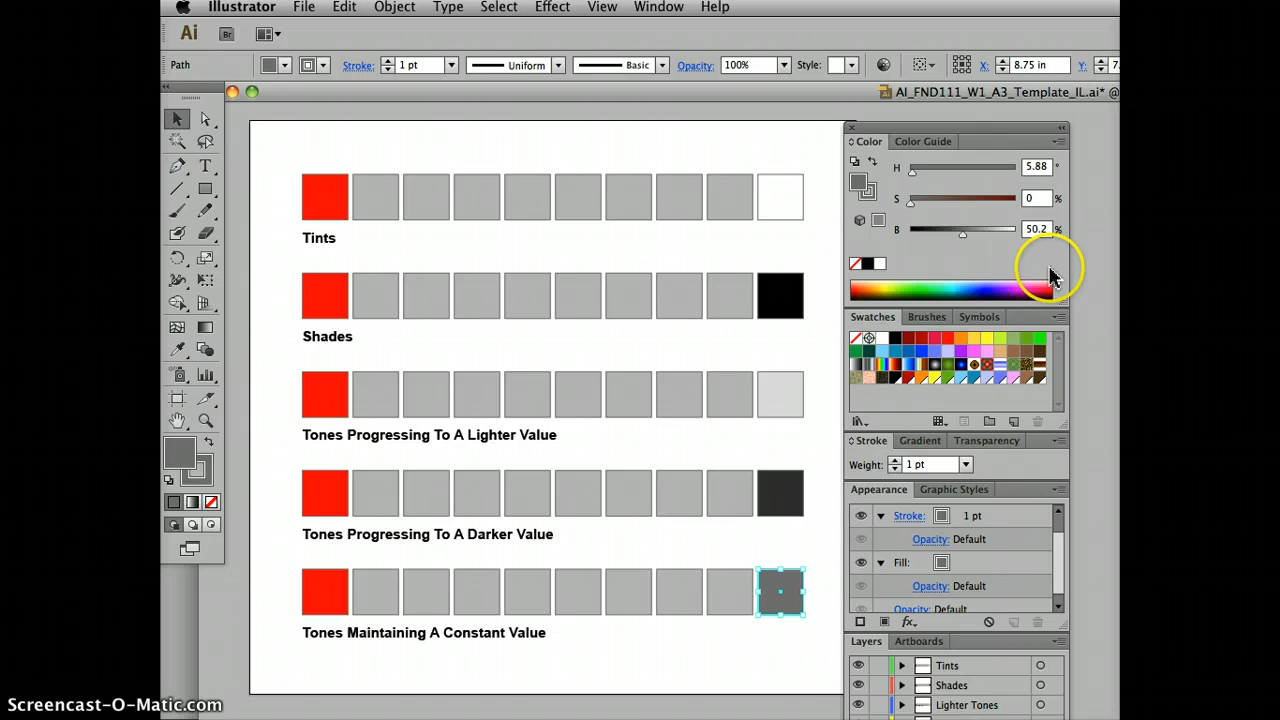 Illustrator File Edit Object Type Select Effect View Window Help
Ai Br
Path Stroke: 1 pt Uniform Basic Opacity: 100% Style: X: 8.75 in Y: 7.
AI_FND111_W1_A3_Template_IL.ai* @
Color Color Guide
H 5.88 °
S 0 %
B 50.2 %
Tints
Shades
Swatches Brushes Symbols
Tones Progressing To A Lighter Value
Stroke Gradient Transparency
Weight: 1 pt
Appearance Graphic Styles
Stroke: 1 pt
Opacity: Default
Tones Progressing To A Darker Value
Fill:
Opacity: Default
Opacity: Default
fx
Tones Maintaining A Constant Value
Layers Artboards
Tints
Shades
Lighter Tones
Screencast-O-Matic.com